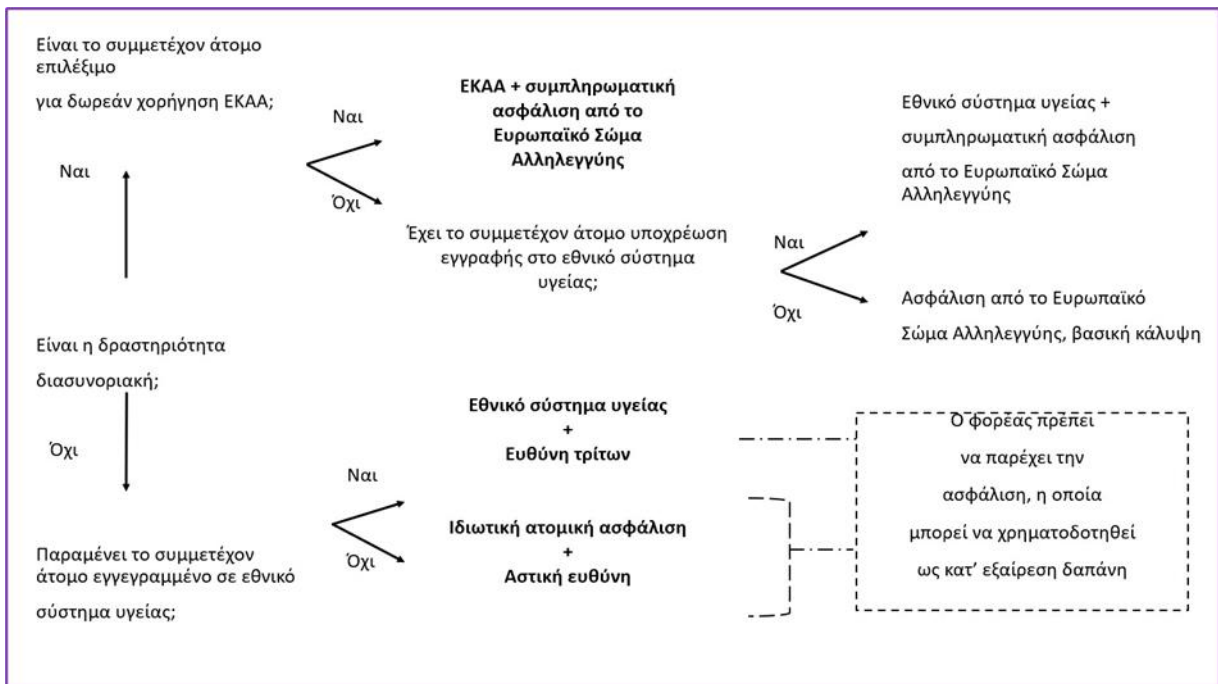 Είναι το συμμετέχον άτομο
επιλέξιμο
για δωρεάν χορήγηση ΕΚΑΑ;
Ναι
Ναι
Όχι
ΕΚΑΑ + συμπληρωματική
ασφάλιση από το
Ευρωπαϊκό Σώμα
Αλληλεγγύης
Έχει το συμμετέχον άτομο υποχρέωση
εγγραφής στο εθνικό σύστημα
υγείας;
Ναι
Όχι
Εθνικό σύστημα υγείας +
συμπληρωματική ασφάλιση
από το Ευρωπαϊκό Σώμα
Αλληλεγγύης
Ασφάλιση από το Ευρωπαϊκό
Σώμα Αλληλεγγύης, βασική κάλυψη
Είναι η δραστηριότητα
διασυνοριακή;
Όχι
Παραμένει το συμμετέχον
άτομο εγγεγραμμένο σε εθνικό
σύστημα υγείας;
Ναι
Όχι
Εθνικό σύστημα υγείας
+
Ευθύνη τρίτων
Ιδιωτική ατομική ασφάλιση
+
Αστική ευθύνη
Ο φορέας πρέπει
να παρέχει την
ασφάλιση, η οποία
μπορεί να χρηματοδοτηθεί
ως κατ’ εξαίρεση δαπάνη